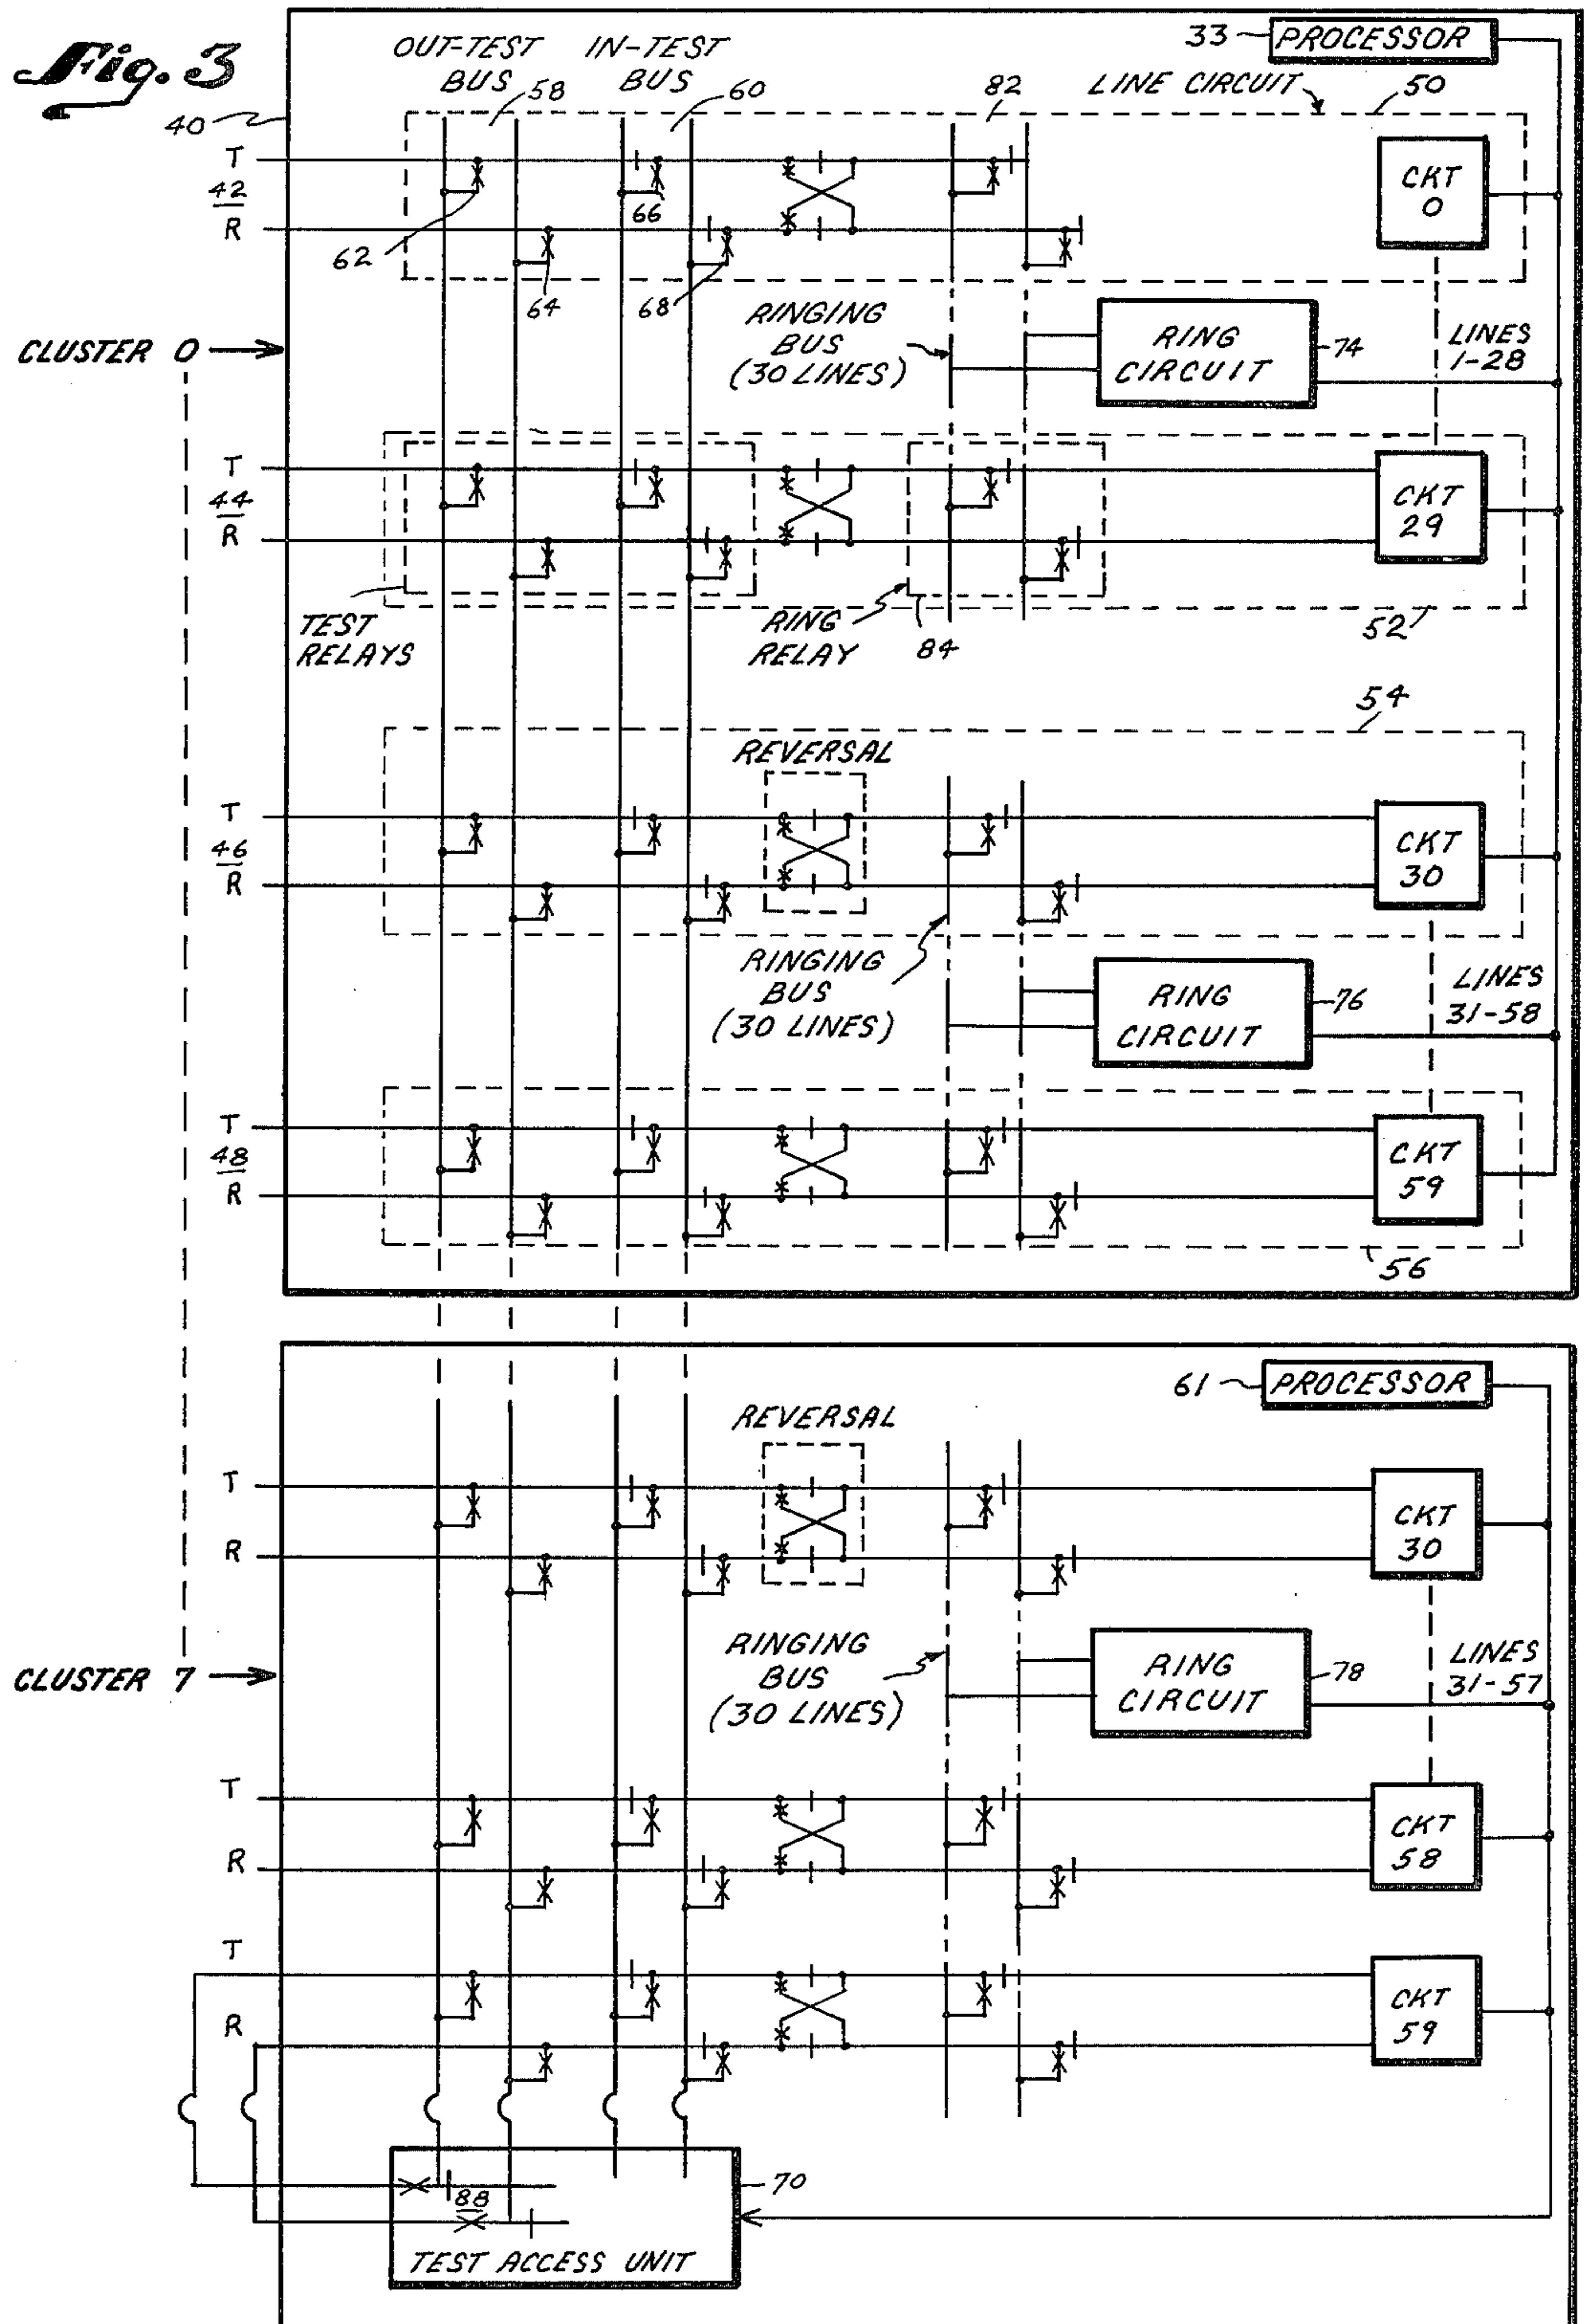 Fig. 3
OUT-TEST
BUS
58
IN-TEST
BUS
60
82
33
PROCESSOR
LINE CIRCUIT
50
40
T
42
R
62
64
66
68
CKT
0
CLUSTER 0
RINGING
BUS
(30 LINES)
RING
CIRCUIT
74
LINES
1-28
T
44
R
CKT
29
TEST
RELAYS
RING
RELAY
84
52
54
REVERSAL
T
46
R
CKT
30
RINGING
BUS
(30 LINES)
RING
CIRCUIT
76
LINES
31-58
T
48
R
CKT
59
56
61
PROCESSOR
REVERSAL
T
R
CKT
30
CLUSTER 7
RINGING
BUS
(30 LINES)
RING
CIRCUIT
78
LINES
31-57
T
R
CKT
58
T
R
CKT
59
88
70
TEST ACCESS UNIT